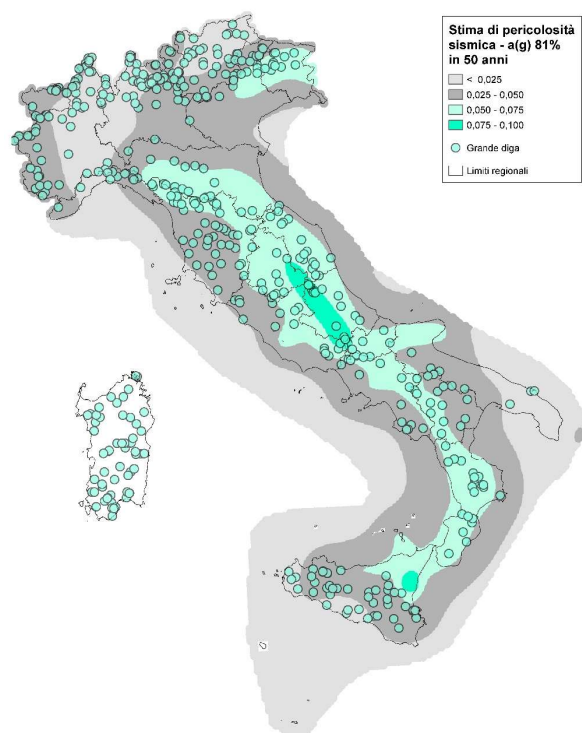 Stima di pericolosità
sismica - a(g) 81%
in 50 anni
< 0,025
0,025 - 0,050
0,050 - 0,075
0,075 - 0,100
Grande diga
Limiti regionali